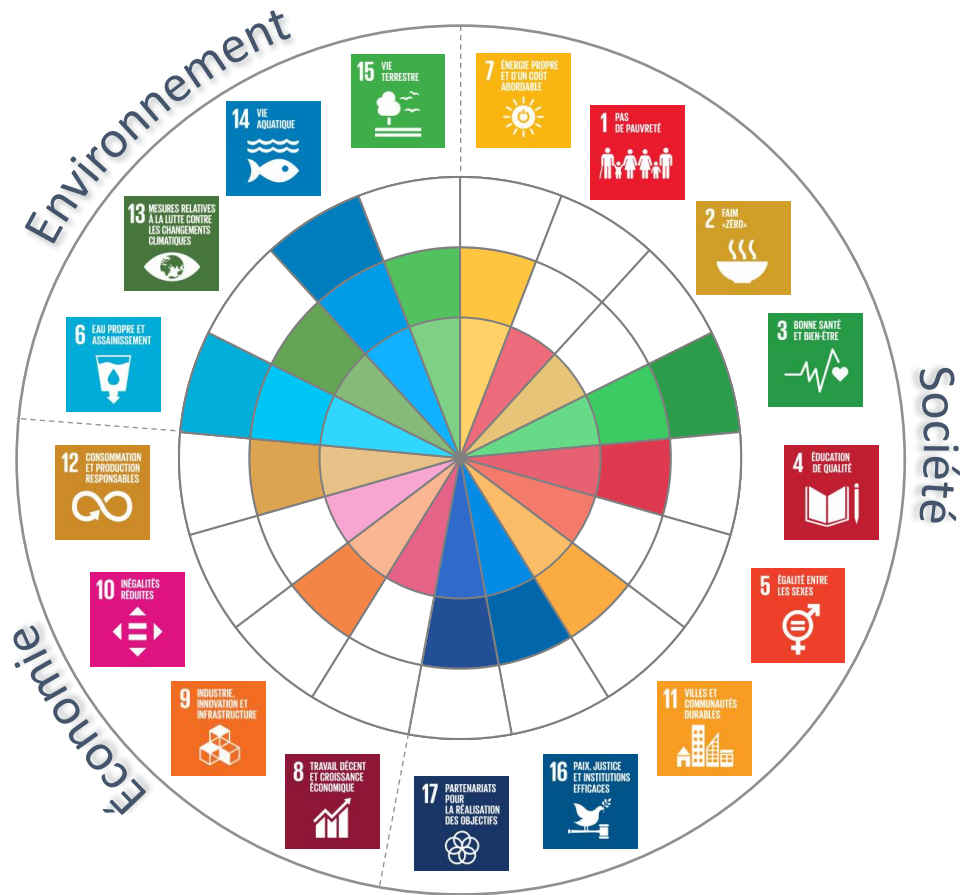 Environnement
Société
Économie
7 ÉNERGIE PROPRE
ET D'UN COÛT
ABORDABLE
1 PAS
DE PAUVRETÉ
2 FAIM
«ZÉRO»
3 BONNE SANTÉ
ET BIEN-ÊTRE
4 ÉDUCATION
DE QUALITÉ
5 ÉGALITÉ ENTRE
LES SEXES
11 VILLES ET
COMMUNAUTÉS
DURABLES
16 PAIX, JUSTICE
ET INSTITUTIONS
EFFICACES
17 PARTENARIATS
POUR
LA RÉALISATION
DES OBJECTIFS
8 TRAVAIL DÉCENT
ET CROISSANCE
ÉCONOMIQUE
9 INDUSTRIE,
INNOVATION ET
INFRASTRUCTURE
10 INÉGALITÉS
RÉDUITES
12 CONSOMMATION
ET PRODUCTION
RESPONSABLES
6 EAU PROPRE ET
ASSAINISSEMENT
13 MESURES RELATIVES
À LA LUTTE CONTRE
LES CHANGEMENTS
CLIMATIQUES
14 VIE
AQUATIQUE
15 VIE
TERRESTRE